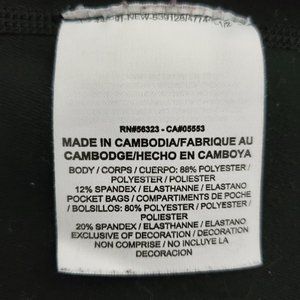 RN#56323 - CA#05553
MADE IN CAMBODIA/FABRIQUE AU
CAMBODGE/HECHO EN CAMBOYA
BODY / CORPS / CUERPO: 88% POLYESTER /
POLYESTER / POLIESTER
12% SPANDEX / ELASTHANNE / ELASTANO
POCKET BAGS / COMPARTIMENTS DE POCHE
/ BOLSILLOS: 80% POLYESTER / POLYESTER /
POLIESTER
20% SPANDEX / ELASTHANNE / ELASTANO
EXCLUSIVE OF DECORATION / DECORATION
NON COMPRISE / NO INCLUYE LA
DECORACION